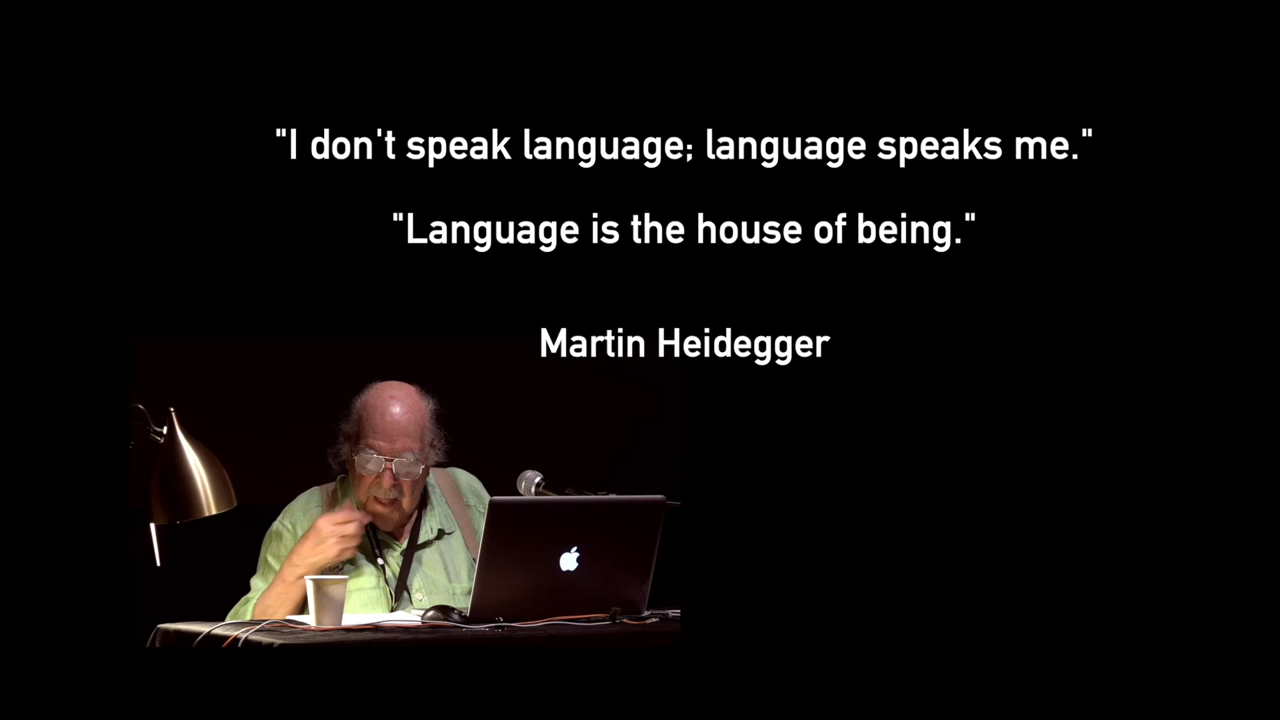 "I don't speak language; language speaks me."
"Language is the house of being."
Martin Heidegger